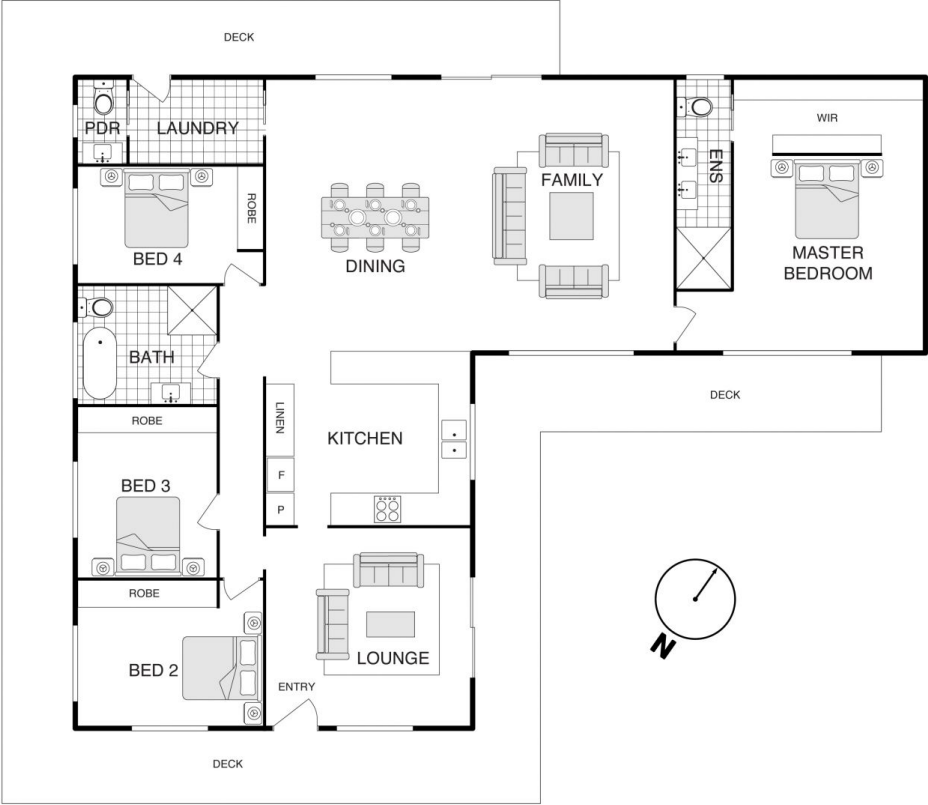 DECK
PDR
LAUNDRY
WIR
FAMILY
ENS
ROBE
BED 4
DINING
MASTER
BEDROOM
BATH
DECK
ROBE
LINEN
KITCHEN
F
BED 3
P
ROBE
N
LOUNGE
BED 2
ENTRY
DECK